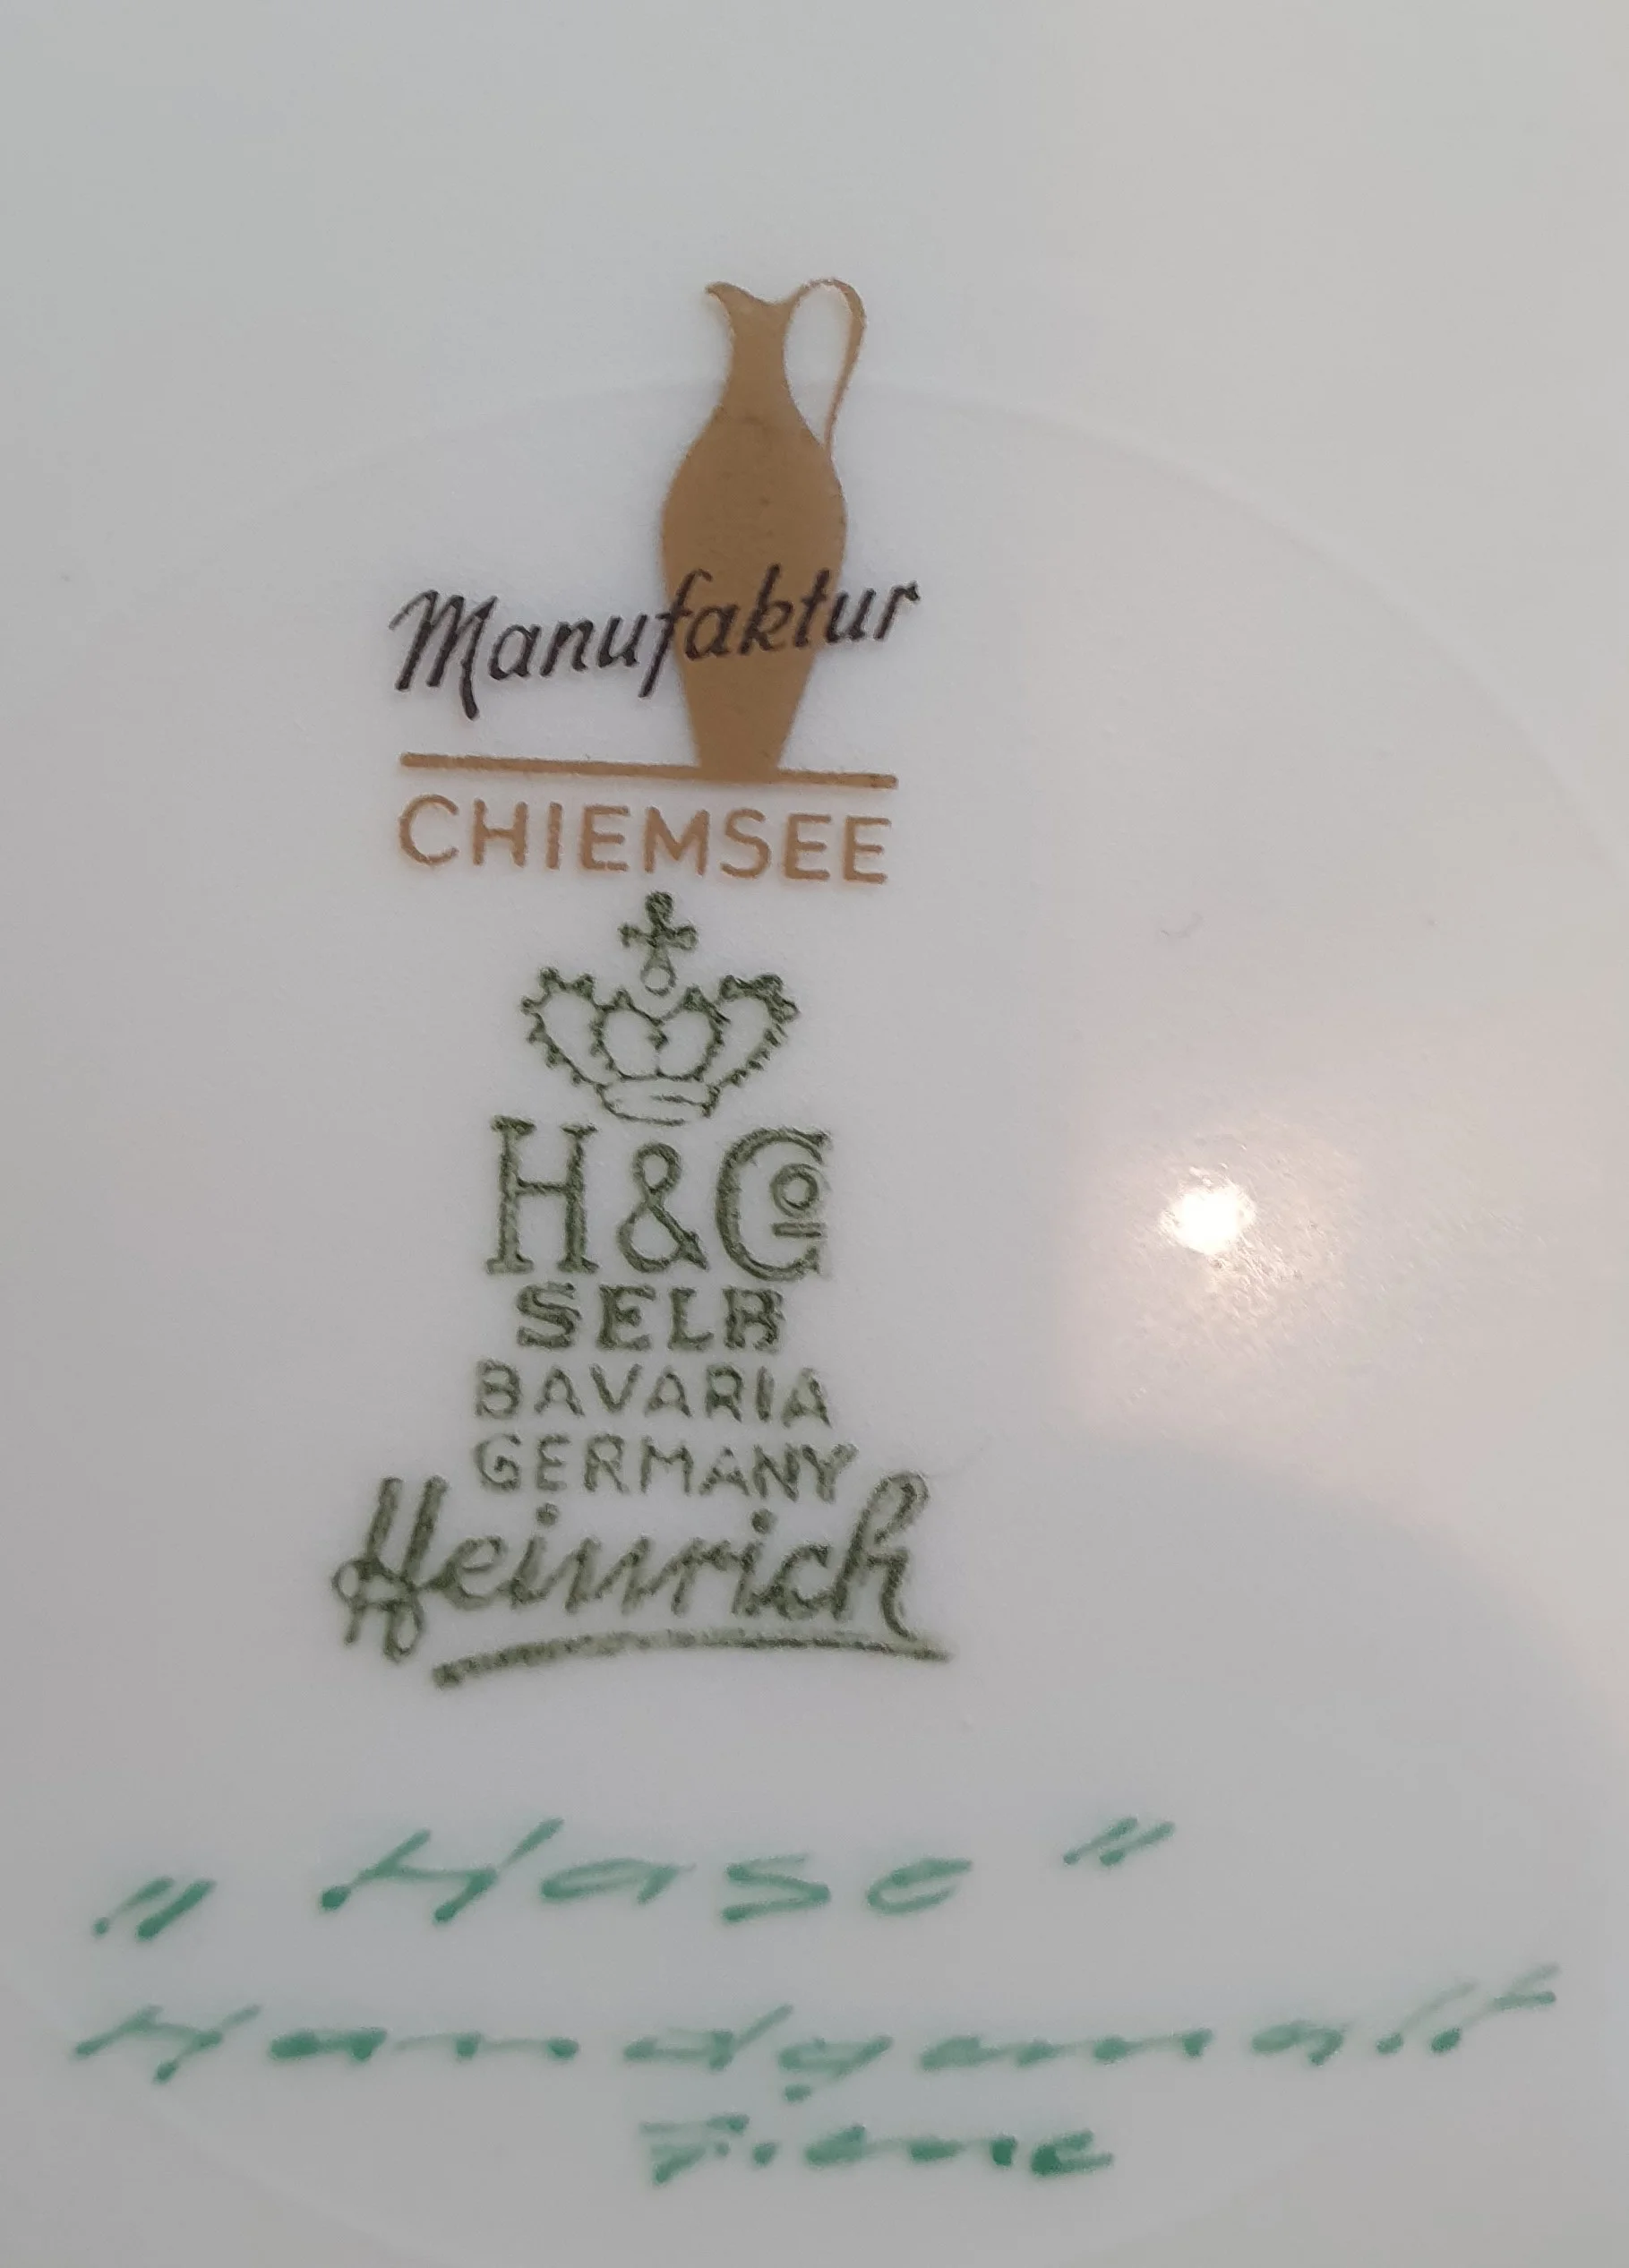 Manufaktur
CHIEMSEE
H & Co
SELB
BAVARIA
GERMANY
Heinrich
„Hase“
Handgemalt